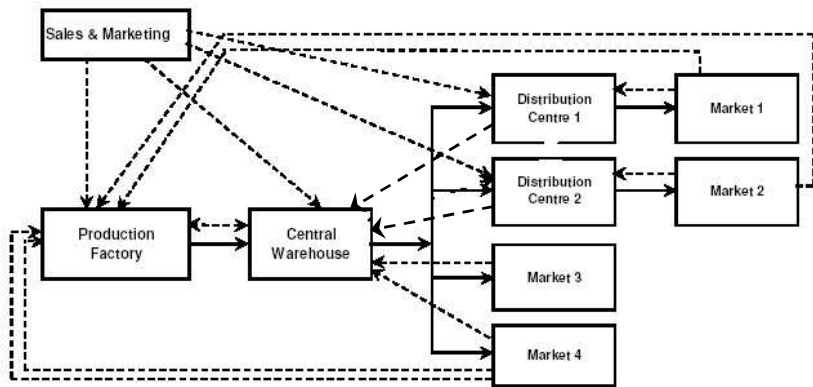 Sales & Marketing
Distribution
Centre 1
Market 1
Distribution
Centre 2
Market 2
Production
Factory
Central
Warehouse
Market 3
Market 4